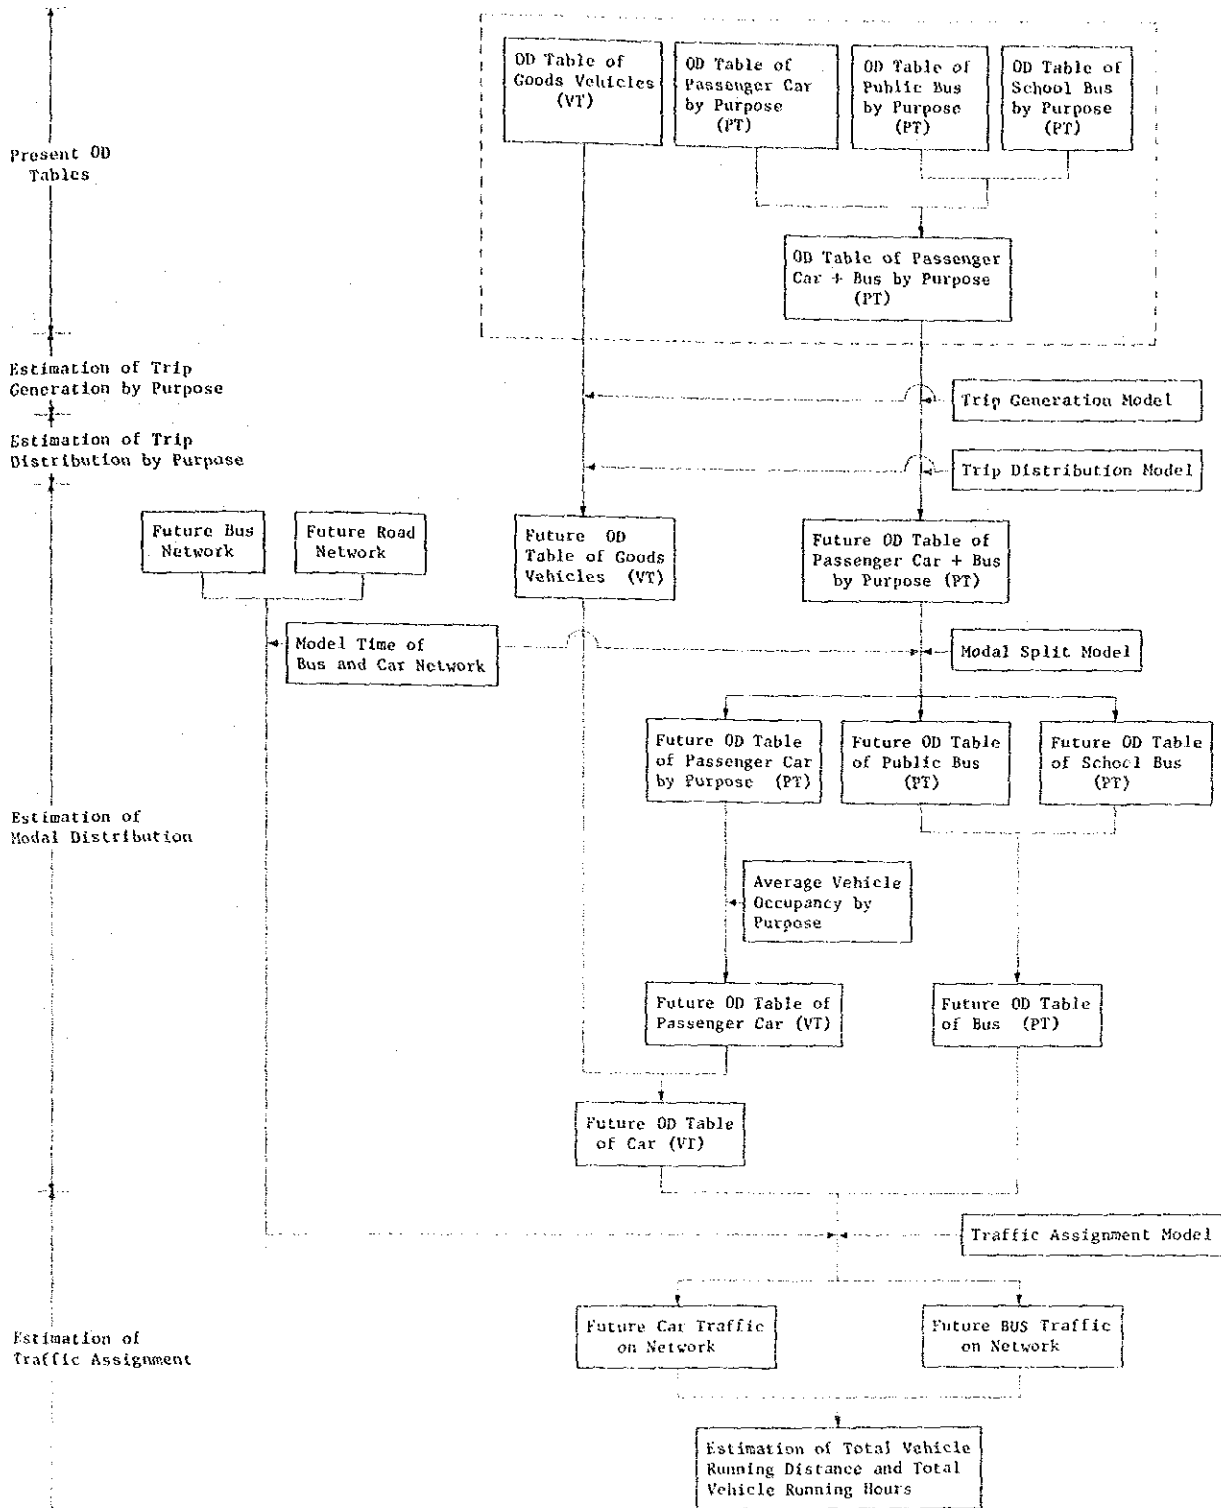 OD Table of
Goods Vehicles
(VT)
OD Table of
Passenger Car
by Purpose
(PT)
OD Table of
Public Bus
by Purpose
(PT)
OD Table of
School Bus
by Purpose
(PT)
Present OD
Tables
OD Table of Passenger
Car + Bus by Purpose
(PT)
Estimation of Trip
Generation by Purpose
Trip Generation Model
Estimation of Trip
Distribution by Purpose
Trip Distribution Model
Future Bus
Network
Future Road
Network
Future OD
Table of Goods
Vehicles (VT)
Future OD Table of
Passenger Car + Bus
by Purpose (PT)
Model Time of
Bus and Car Network
Modal Split Model
Future OD Table
of Passenger Car
by Purpose (PT)
Future OD Table
of Public Bus
(PT)
Future OD Table
of School Bus
(PT)
Estimation of
Modal Distribution
Average Vehicle
Occupancy by
Purpose
Future OD Table of
Passenger Car (VT)
Future OD Table
of Bus (PT)
Future OD Table
of Car (VT)
Traffic Assignment Model
Estimation of
Traffic Assignment
Future Car Traffic
on Network
Future BUS Traffic
on Network
Estimation of Total Vehicle
Running Distance and Total
Vehicle Running Hours